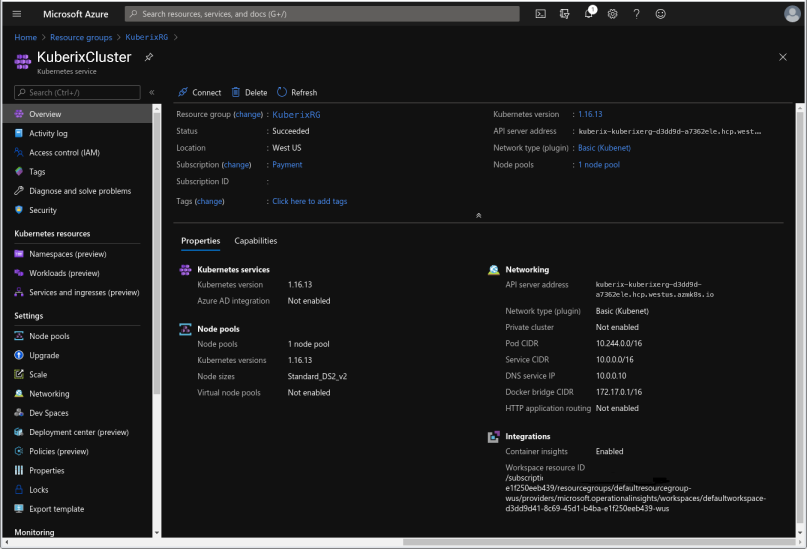 Microsoft Azure
Search resources, services, and docs (G+/)
1
Home > Resource groups > KuberixRG >
KuberixCluster
Kubernetes service
Search (Ctrl+/)
«
Overview
Activity log
Access control (IAM)
Tags
Diagnose and solve problems
Security
Kubernetes resources
Namespaces (preview)
Workloads (preview)
Services and ingresses (preview)
Settings
Node pools
Upgrade
Scale
Networking
Dev Spaces
Deployment center (preview)
Policies (preview)
Properties
Locks
Export template
Monitoring
Connect Delete Refresh
Resource group (change) : KuberixRG
Status : Succeeded
Location : West US
Subscription (change) : Payment
Subscription ID :
Tags (change) : Click here to add tags
Kubernetes version : 1.16.13
API server address : kuberix-kuberixerg-d3dd9d-a7362ele.hcp.west...
Network type (plugin) : Basic (Kubenet)
Node pools : 1 node pool
Properties Capabilities
Kubernetes services
Kubernetes version 1.16.13
Azure AD integration Not enabled
Node pools
Node pools 1 node pool
Kubernetes versions 1.16.13
Node sizes Standard_DS2_v2
Virtual node pools Not enabled
Networking
API server address kuberix-kuberixerg-d3dd9d-
a7362ele.hcp.westus.azmk8s.io
Network type (plugin) Basic (Kubenet)
Private cluster Not enabled
Pod CIDR 10.244.0.0/16
Service CIDR 10.0.0.0/16
DNS service IP 10.0.0.10
Docker bridge CIDR 172.17.0.1/16
HTTP application routing Not enabled
Integrations
Container insights Enabled
Workspace resource ID
/subscripti
e1f250eeb439/resourcegroups/defaultresourcegroup-
wus/providers/microsoft.operationalinsights/workspaces/defaultworkspace-
d3dd9d41-8c69-45d1-b4ba-e1f250eeb439-wus